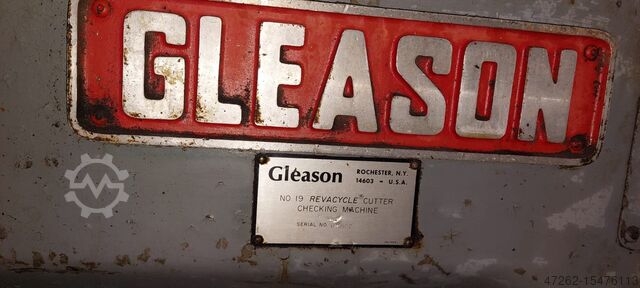 GLEASON
Gleason
ROCHESTER, N.Y.
14603 - U.S.A.
NO 19 REVACYCLE® CUTTER
CHECKING MACHINE
SERIAL NO.
47262-15476113